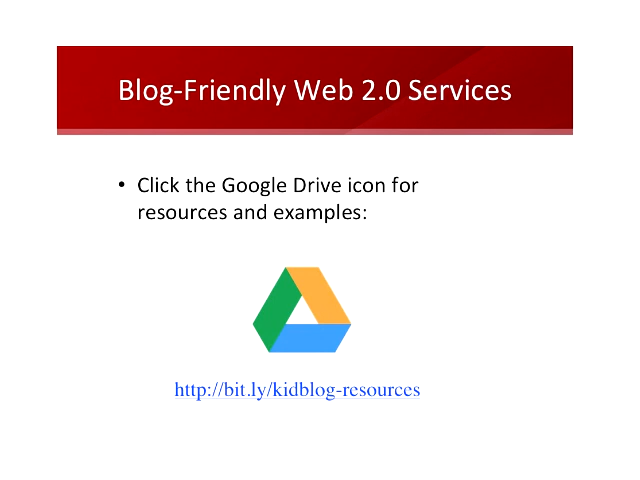 Blog-Friendly Web 2.0 Services
• Click the Google Drive icon for
resources and examples:
http://bit.ly/kidblog-resources